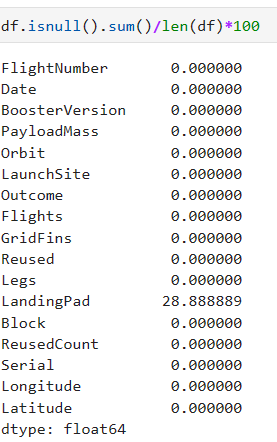 df.isnull().sum()/len(df)*100
FlightNumber 0.000000
Date 0.000000
BoosterVersion 0.000000
PayloadMass 0.000000
Orbit 0.000000
LaunchSite 0.000000
Outcome 0.000000
Flights 0.000000
GridFins 0.000000
Reused 0.000000
Legs 0.000000
LandingPad 28.888889
Block 0.000000
ReusedCount 0.000000
Serial 0.000000
Longitude 0.000000
Latitude 0.000000
dtype: float64